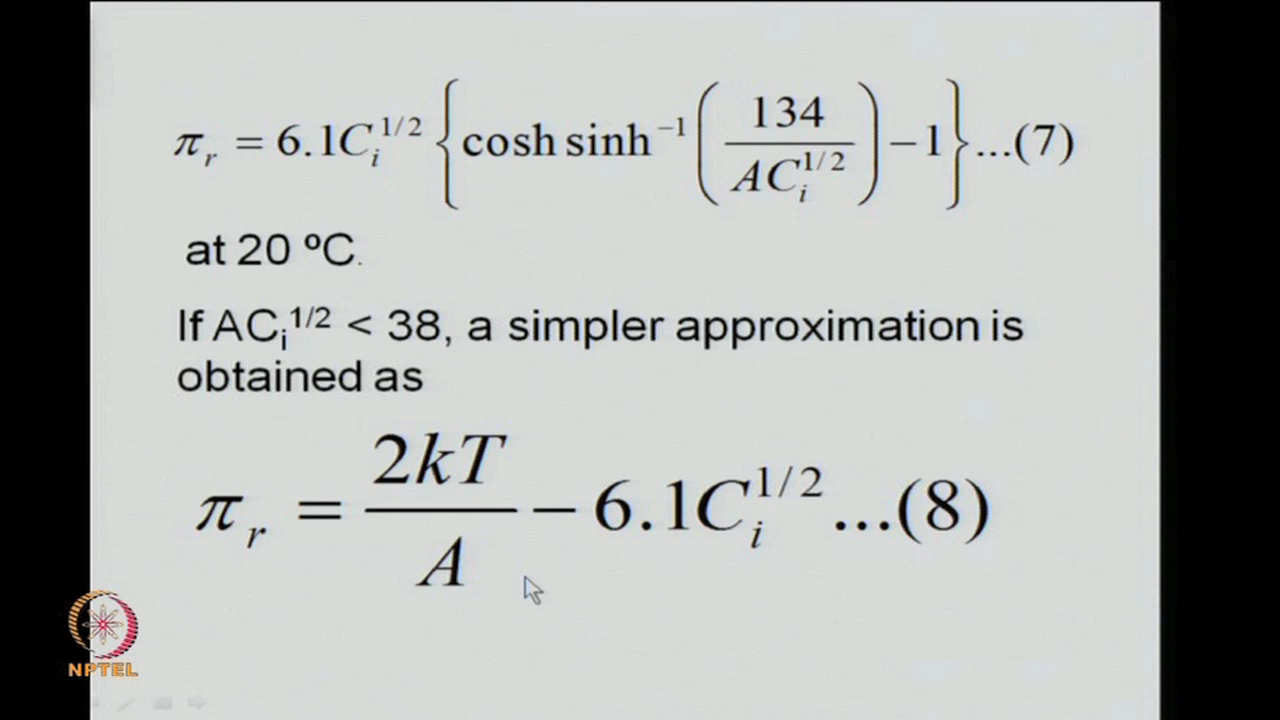 π_r = 6.1C_i^{1/2} { cosh sinh^{-1} ( 134 / AC_i^{1/2} ) − 1 } ...(7)
at 20 ºC.
If AC_i^{1/2} < 38, a simpler approximation is
obtained as
π_r = 2kT / A − 6.1C_i^{1/2} ...(8)
NPTEL